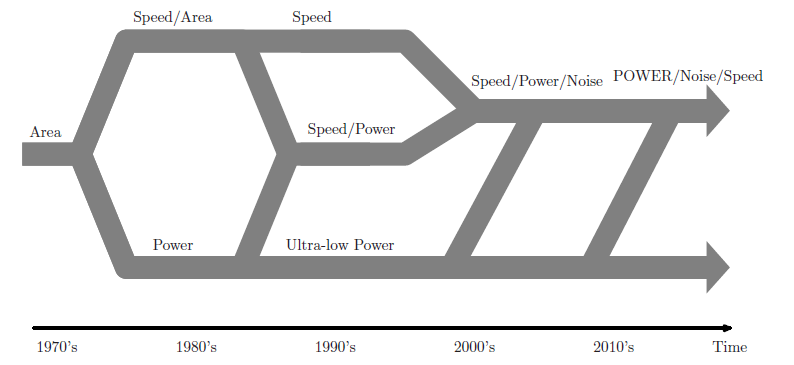 Speed/Area
Speed
Speed/Power/Noise
POWER/Noise/Speed
Area
Speed/Power
Power
Ultra-low Power
1970's
1980's
1990's
2000's
2010's
Time